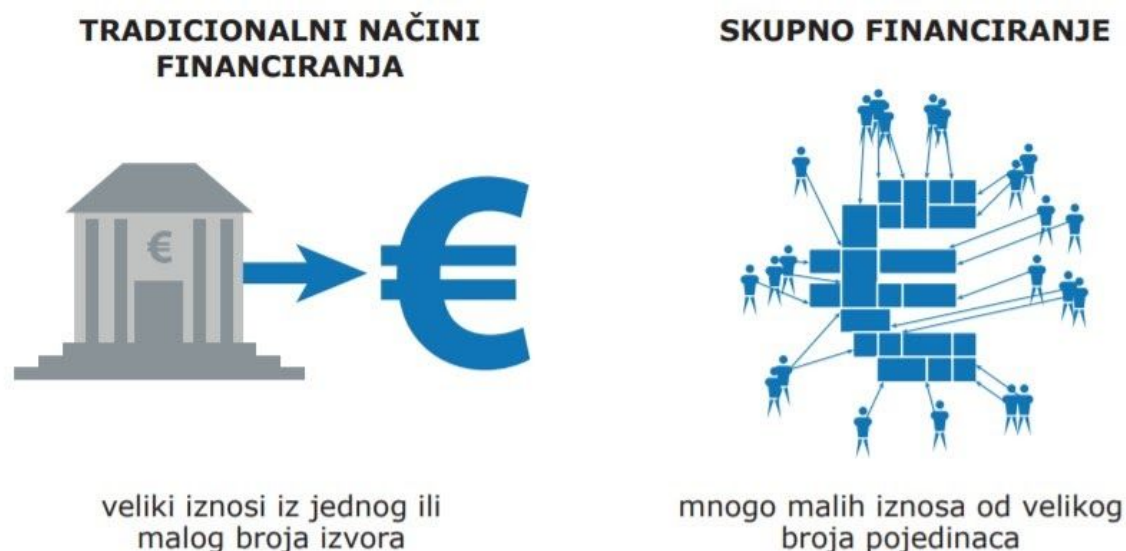 TRADICIONALNI NAČINI
FINANCIRANJA
€
veliki iznosi iz jednog ili
malog broja izvora
SKUPNO FINANCIRANJE
mnogo malih iznosa od velikog
broja pojedinaca